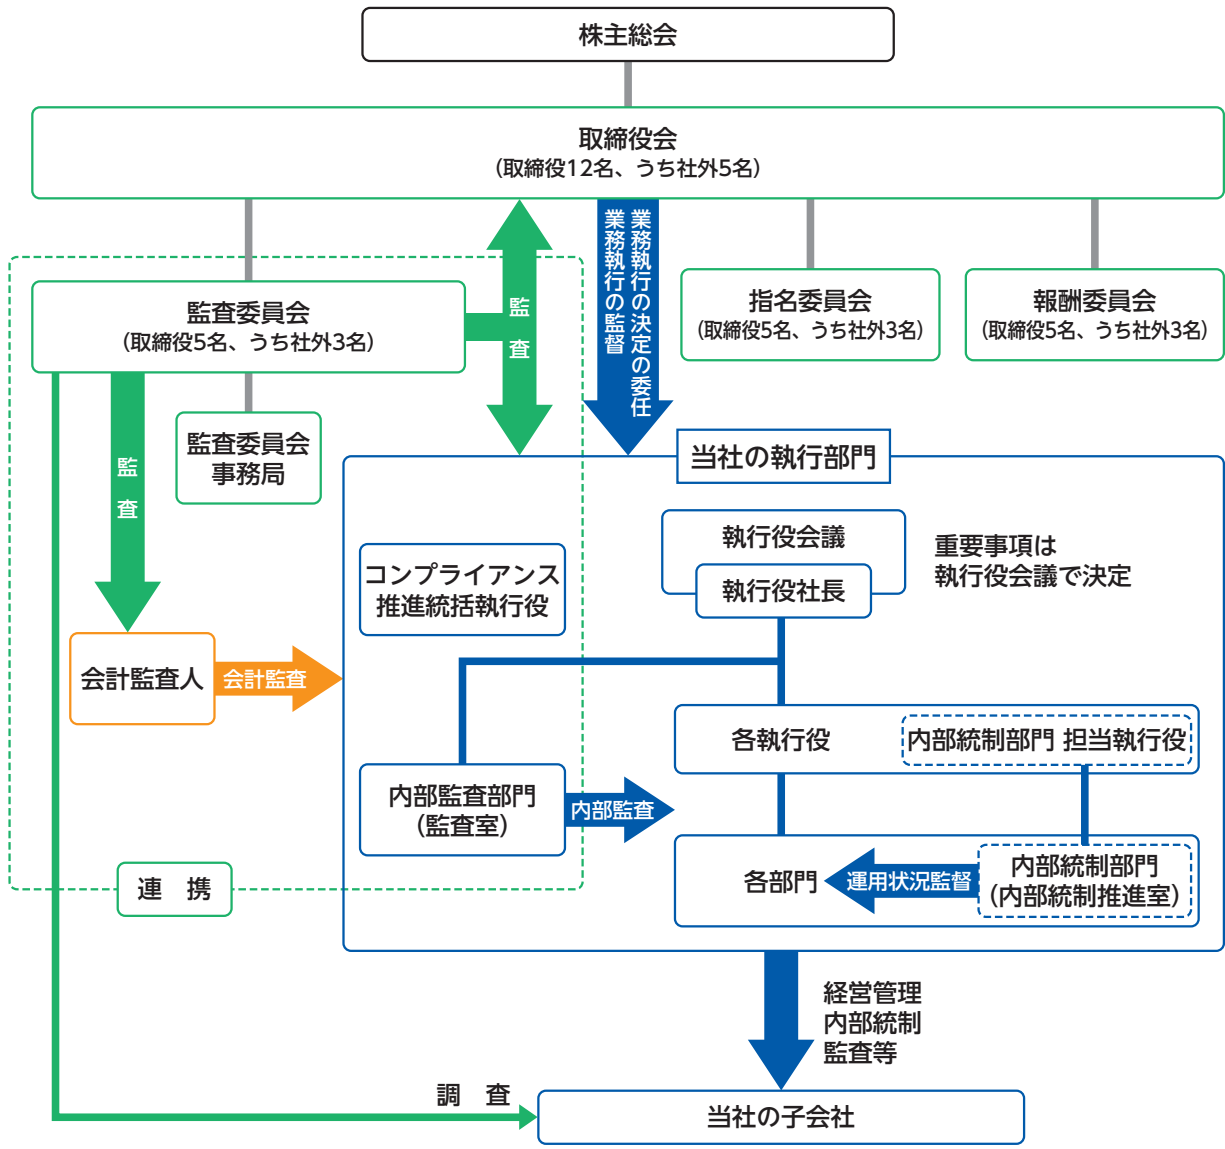 株主総会
取締役会
（取締役12名、うち社外5名）
監査委員会
（取締役5名、うち社外3名）
監　査
業務執行の決定の委任
業務執行の監督
指名委員会
（取締役5名、うち社外3名）
報酬委員会
（取締役5名、うち社外3名）
監　査
監査委員会
事務局
当社の執行部門
執行役会議
執行役社長
重要事項は
執行役会議で決定
コンプライアンス
推進統括執行役
会計監査人
会計監査
各執行役
内部統制部門 担当執行役
内部監査部門
（監査室）
内部監査
各部門
運用状況監督
内部統制部門
（内部統制推進室）
連　携
経営管理
内部統制
監査等
調　査
当社の子会社